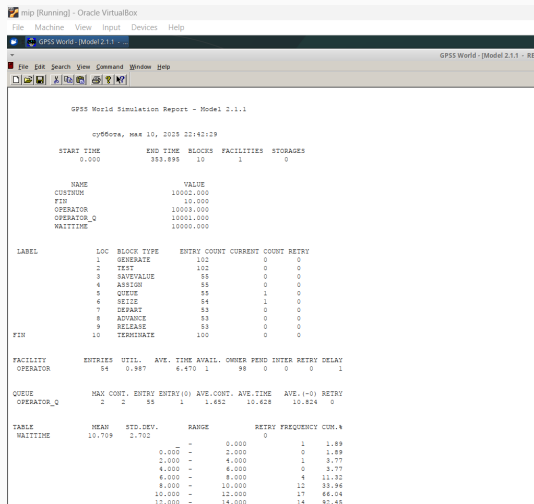 mip [Running] - Oracle VirtualBox
File Machine View Input Devices Help
GPSS World - [Model 2.1.1 - ...
GPSS World - [Model 2.1.1 - RE
File Edit Search View Command Window Help
GPSS World Simulation Report - Model 2.1.1
суббота, мая 10, 2025 22:42:29
START TIME END TIME BLOCKS FACILITIES STORAGES
0.000 353.895 10 1 0
NAME VALUE
CUSTNUM 10002.000
FIN 10.000
OPERATOR 10003.000
OPERATOR_Q 10001.000
WAITTIME 10000.000
LABEL LOC BLOCK TYPE ENTRY COUNT CURRENT COUNT RETRY
1 GENERATE 102 0 0
2 TEST 102 0 0
3 SAVEVALUE 55 0 0
4 ASSIGN 55 0 0
5 QUEUE 55 1 0
6 SEIZE 54 1 0
7 DEPART 53 0 0
8 ADVANCE 53 0 0
9 RELEASE 53 0 0
FIN 10 TERMINATE 100 0 0
FACILITY ENTRIES UTIL. AVE. TIME AVAIL. OWNER PEND INTER RETRY DELAY
OPERATOR 54 0.987 6.470 1 98 0 0 0 1
QUEUE MAX CONT. ENTRY ENTRY(0) AVE.CONT. AVE.TIME AVE.(-0) RETRY
OPERATOR_Q 2 2 55 1 1.652 10.628 10.824 0
TABLE MEAN STD.DEV. RANGE RETRY FREQUENCY CUM.%
WAITTIME 10.709 2.702 0
_ - 0.000 1 1.89
0.000 - 2.000 0 1.89
2.000 - 4.000 1 3.77
4.000 - 6.000 0 3.77
6.000 - 8.000 4 11.32
8.000 - 10.000 12 33.96
10.000 - 12.000 17 66.04
12.000 - 14.000 14 92.45